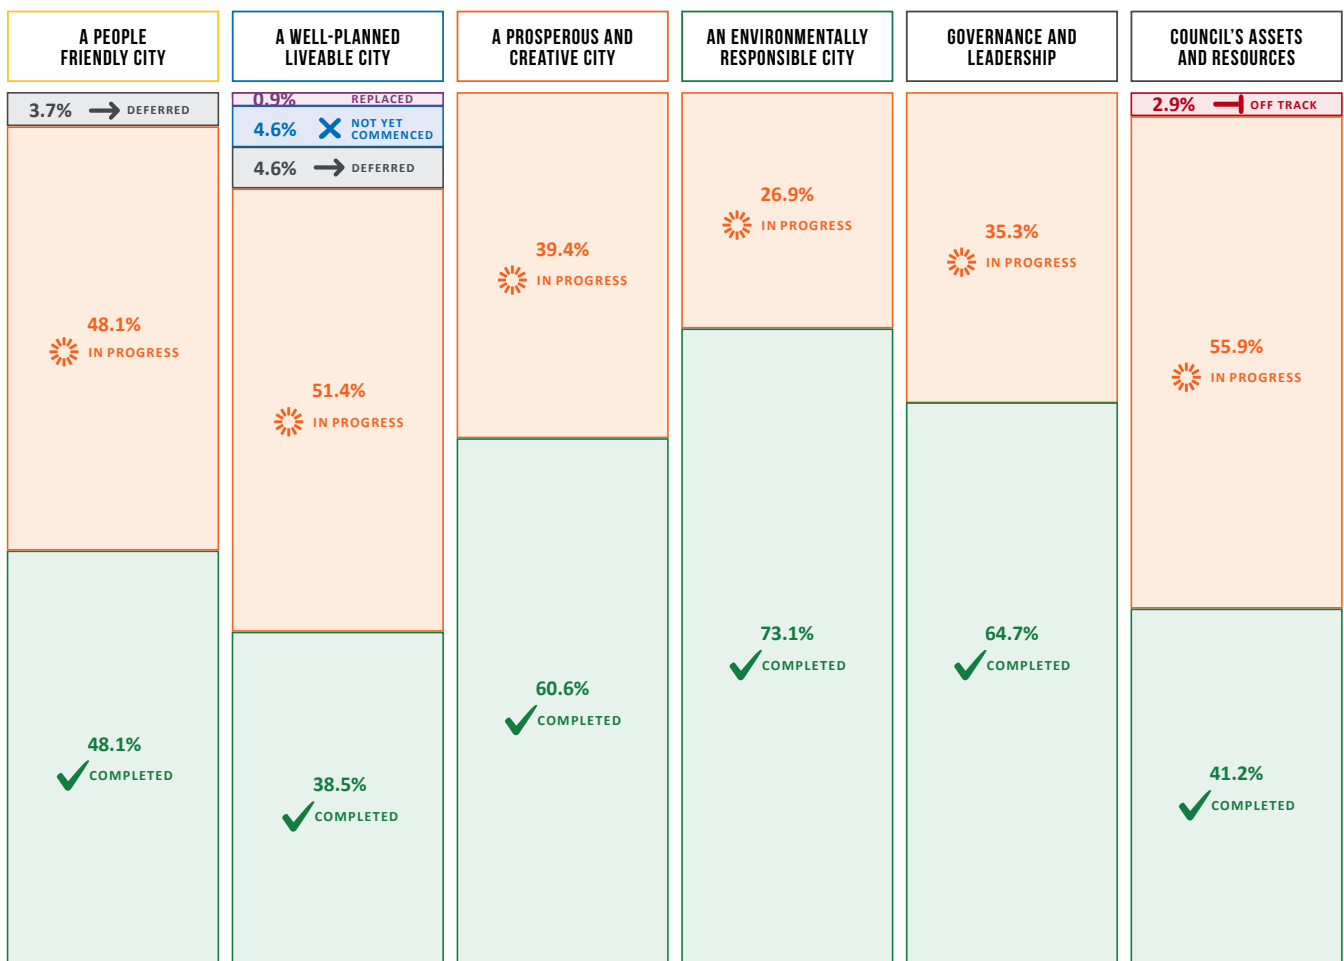 A PEOPLE
FRIENDLY CITY
3.7% DEFERRED
48.1%
IN PROGRESS
48.1%
COMPLETED
A WELL-PLANNED
LIVEABLE CITY
0.9% REPLACED
4.6% NOT YET
COMMENCED
4.6% DEFERRED
51.4%
IN PROGRESS
38.5%
COMPLETED
A PROSPEROUS AND
CREATIVE CITY
39.4%
IN PROGRESS
60.6%
COMPLETED
AN ENVIRONMENTALLY
RESPONSIBLE CITY
26.9%
IN PROGRESS
73.1%
COMPLETED
GOVERNANCE AND
LEADERSHIP
35.3%
IN PROGRESS
64.7%
COMPLETED
COUNCIL'S ASSETS
AND RESOURCES
2.9% OFF TRACK
55.9%
IN PROGRESS
41.2%
COMPLETED